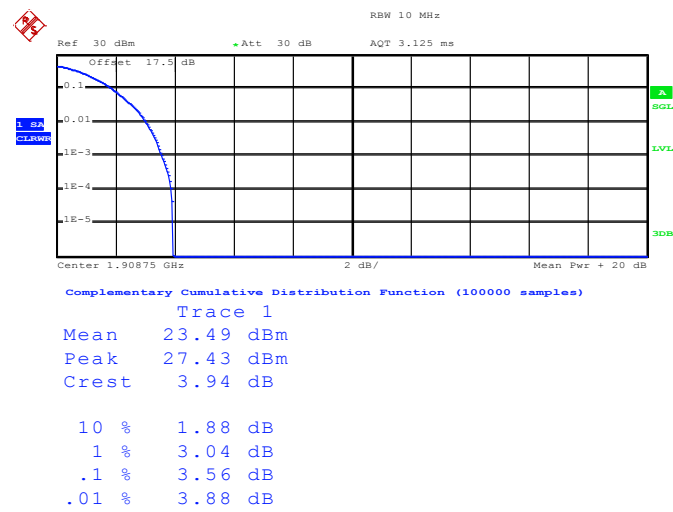 RBW 10 MHz
Ref 30 dBm *Att 30 dB AQT 3.125 ms
Offset 17.5 dB
0.1
A
SGL
0.01
1 SA
CLRWR
1E-3
LVL
1E-4
1E-5
3DB
Center 1.90875 GHz 2 dB/ Mean Pwr + 20 dB
Complementary Cumulative Distribution Function (100000 samples)
Trace 1
Mean 23.49 dBm
Peak 27.43 dBm
Crest 3.94 dB
10 % 1.88 dB
1 % 3.04 dB
.1 % 3.56 dB
.01 % 3.88 dB